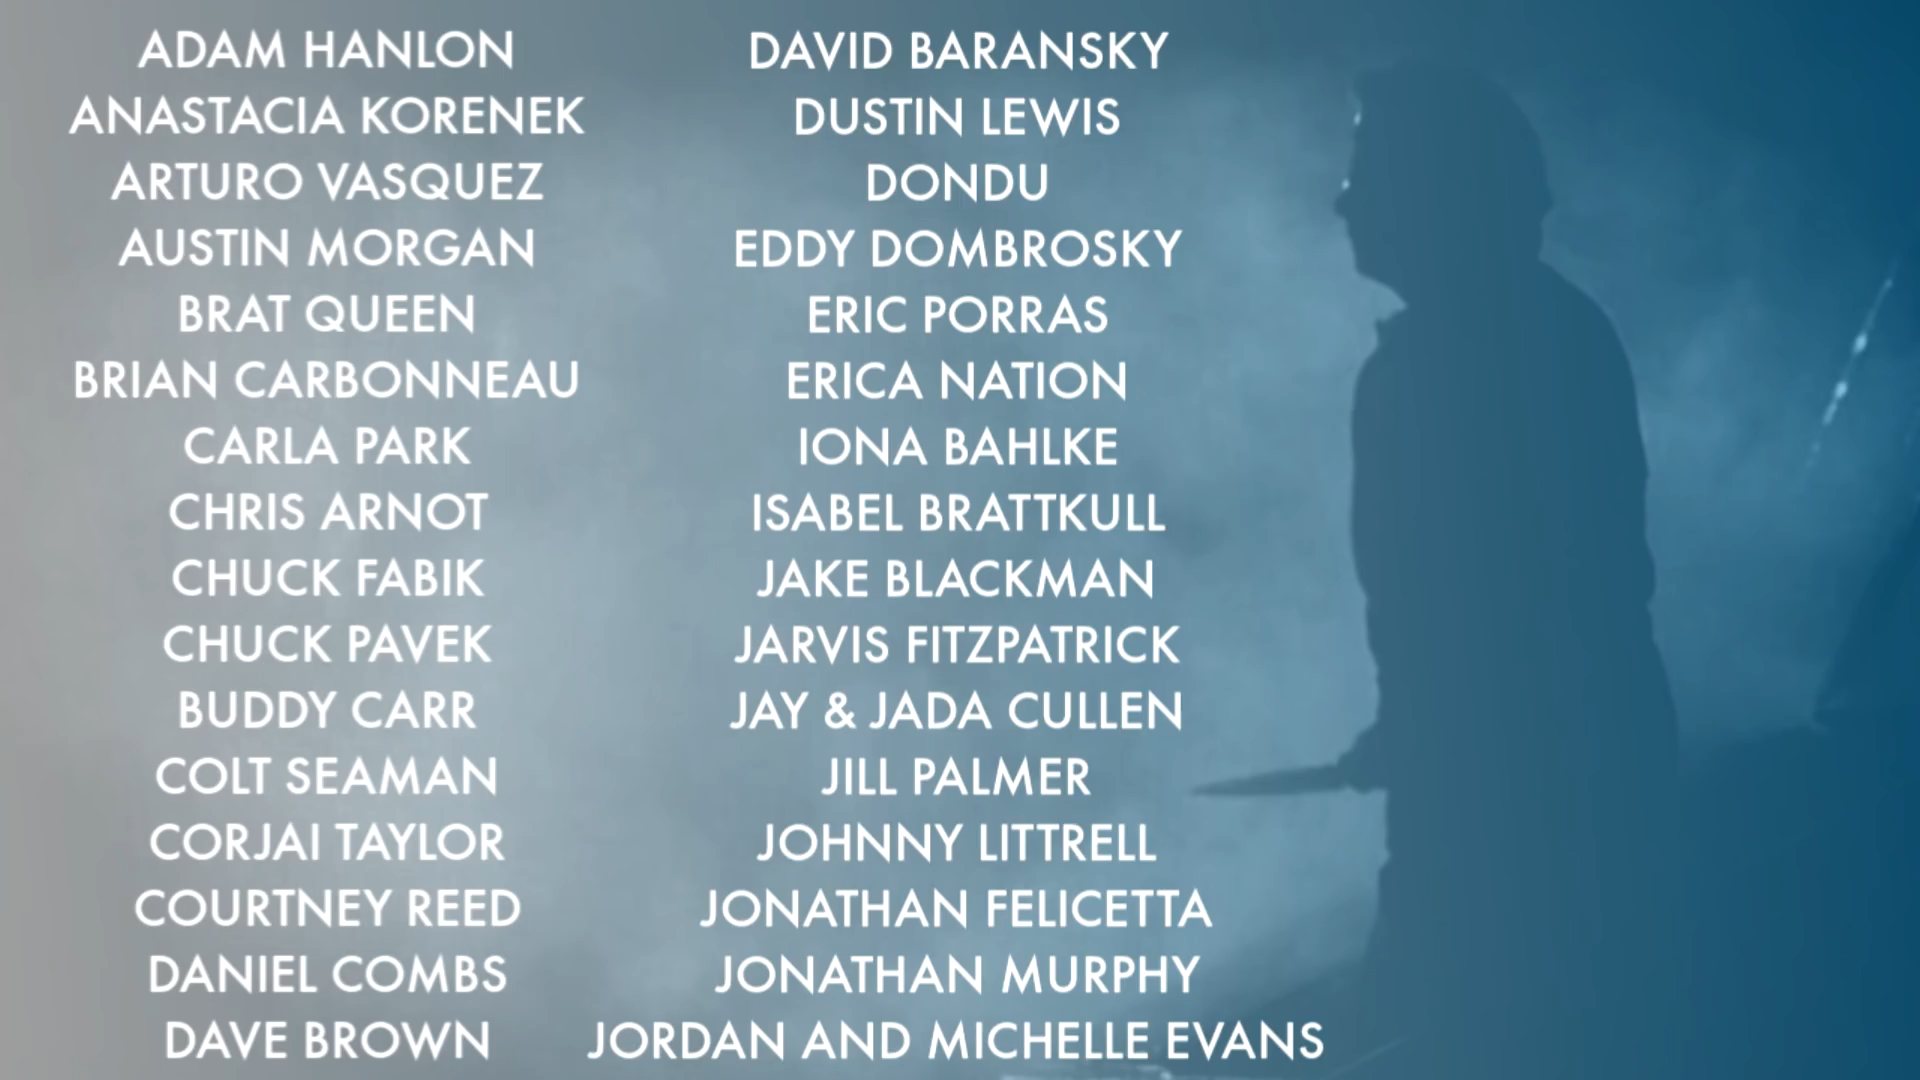 ADAM HANLON
ANASTACIA KORENEK
ARTURO VASQUEZ
AUSTIN MORGAN
BRAT QUEEN
BRIAN CARBONNEAU
CARLA PARK
CHRIS ARNOT
CHUCK FABIK
CHUCK PAVEK
BUDDY CARR
COLT SEAMAN
CORJAI TAYLOR
COURTNEY REED
DANIEL COMBS
DAVE BROWN
DAVID BARANSKY
DUSTIN LEWIS
DONDU
EDDY DOMBROSKY
ERIC PORRAS
ERICA NATION
IONA BAHLKE
ISABEL BRATTKULL
JAKE BLACKMAN
JARVIS FITZPATRICK
JAY & JADA CULLEN
JILL PALMER
JOHNNY LITTRELL
JONATHAN FELICETTA
JONATHAN MURPHY
JORDAN AND MICHELLE EVANS